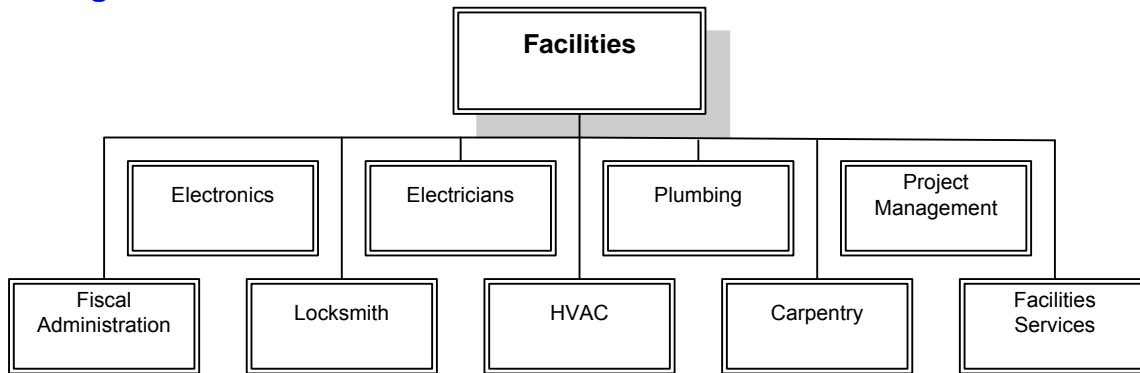 Facilities
Electronics
Electricians
Plumbing
Project
Management
Fiscal
Administration
Locksmith
HVAC
Carpentry
Facilities
Services